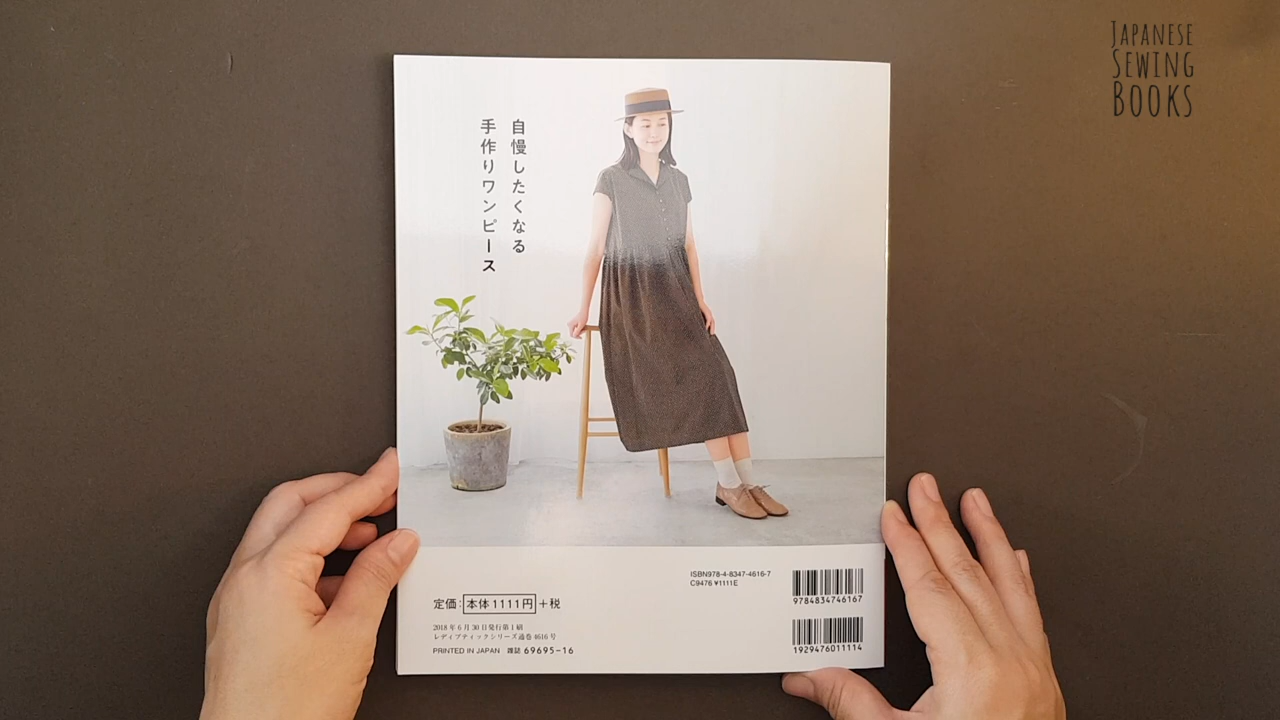 JAPANESE
SEWING
BOOKS
自慢したくなる
手作りワンピース
ISBN978-4-8347-4616-7
C9476 ¥1111E
9784834746167
定価：本体1111円＋税
2018年6月30日発行第1刷
レディブティックシリーズ通巻4616号
PRINTED IN JAPAN 雑誌 69695-16
1929476011114